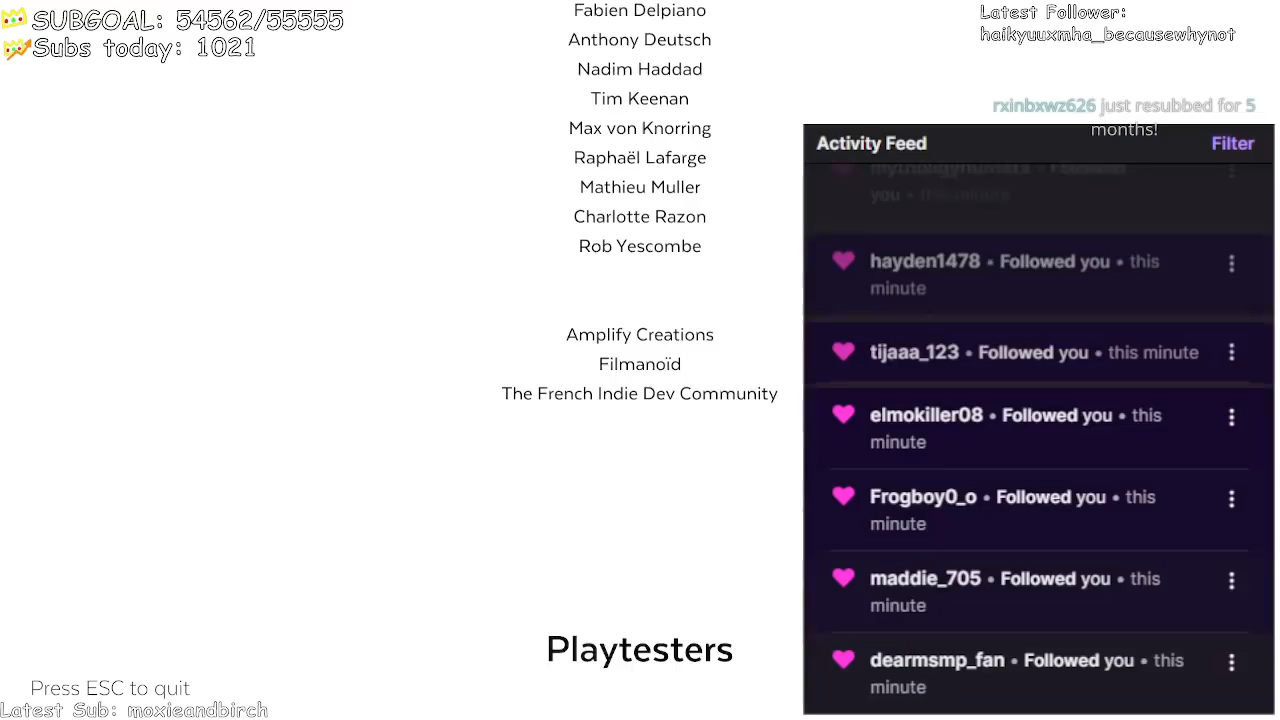 SUBGOAL: 54562/55555
Subs today: 1021
Fabien Delpiano
Anthony Deutsch
Nadim Haddad
Tim Keenan
Max von Knorring
Raphaël Lafarge
Mathieu Muller
Charlotte Razon
Rob Yescombe
Amplify Creations
Filmanoïd
The French Indie Dev Community
Playtesters
Press ESC to quit
Latest Sub: moxieandbirch
Latest Follower:
haikyuuxmha_becausewhynot
rxinbxwz626 just resubbed for 5
months!
Activity Feed Filter
Followed
you • this minute
hayden1478 • Followed you • this
minute
tijaaa_123 • Followed you • this minute
elmokiller08 • Followed you • this
minute
Frogboy0_o • Followed you • this
minute
maddie_705 • Followed you • this
minute
dearmsmp_fan • Followed you • this
minute